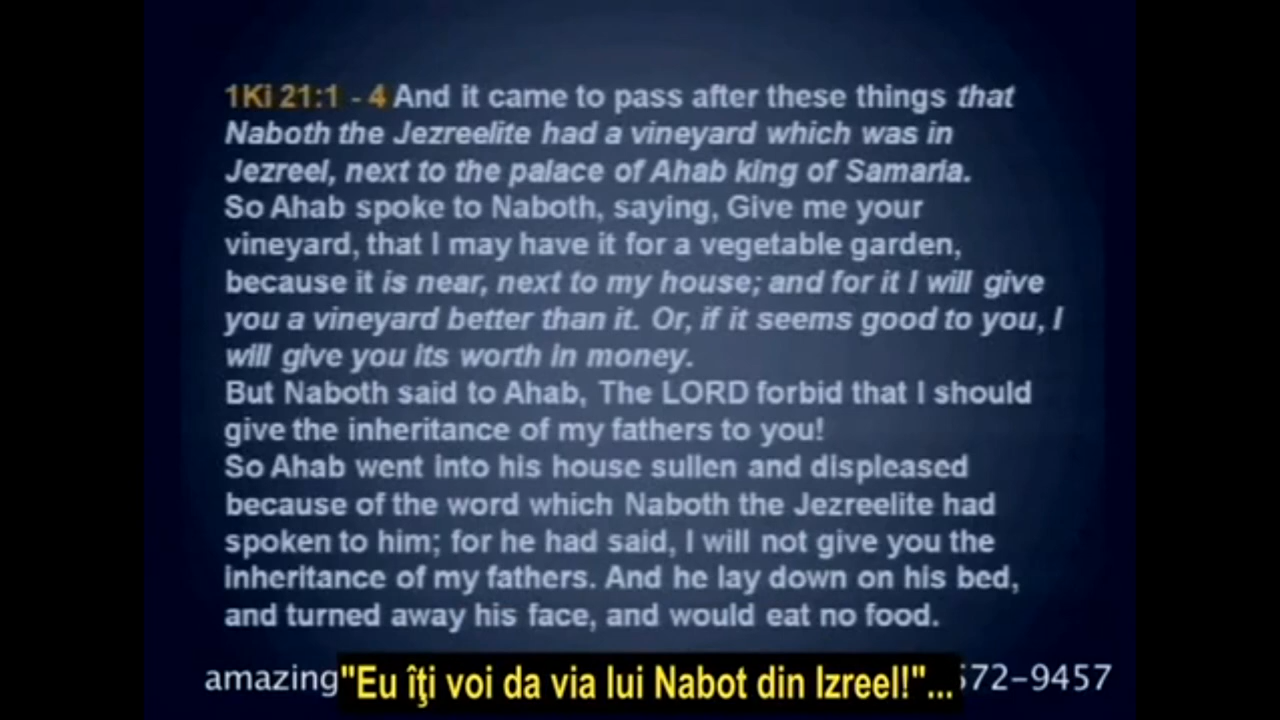 1Ki 21:1 - 4 And it came to pass after these things that
Naboth the Jezreelite had a vineyard which was in
Jezreel, next to the palace of Ahab king of Samaria.
So Ahab spoke to Naboth, saying, Give me your
vineyard, that I may have it for a vegetable garden,
because it is near, next to my house; and for it I will give
you a vineyard better than it. Or, if it seems good to you, I
will give you its worth in money.
But Naboth said to Ahab, The LORD forbid that I should
give the inheritance of my fathers to you!
So Ahab went into his house sullen and displeased
because of the word which Naboth the Jezreelite had
spoken to him; for he had said, I will not give you the
inheritance of my fathers. And he lay down on his bed,
and turned away his face, and would eat no food.
amazing "Eu îţi voi da via lui Nabot din Izreel!"... 572-9457